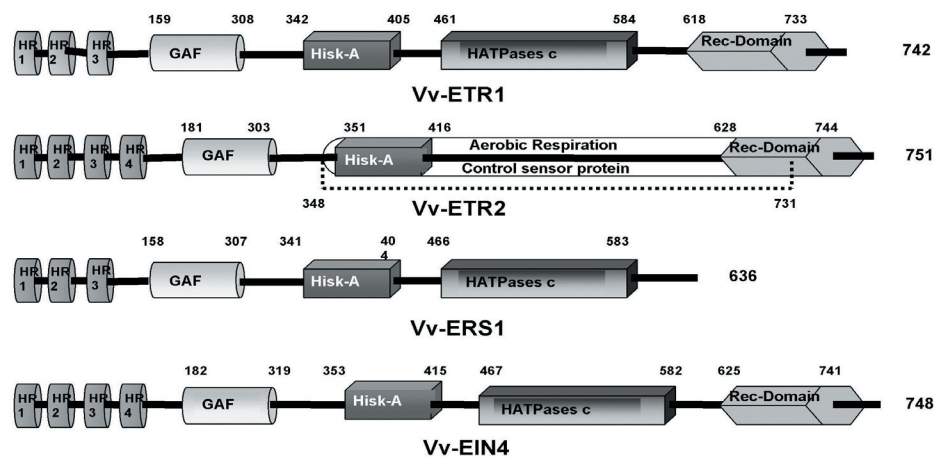 159 308 342 405 461 584 618 733
HR HR HR GAF Hisk-A HATPases c Rec-Domain 742
1 2 3
Vv-ETR1
181 303 351 416 Aerobic Respiration 628 744
HR HR HR HR GAF Hisk-A Rec-Domain 751
1 2 3 4
Control sensor protein
348 731
Vv-ETR2
158 307 341 40 466 583
4
HR HR HR GAF Hisk-A HATPases c 636
1 2 3
Vv-ERS1
182 319 353 415 467 582 625 741
HR HR HR HR GAF Hisk-A HATPases c Rec-Domain 748
1 2 3 4
Vv-EIN4